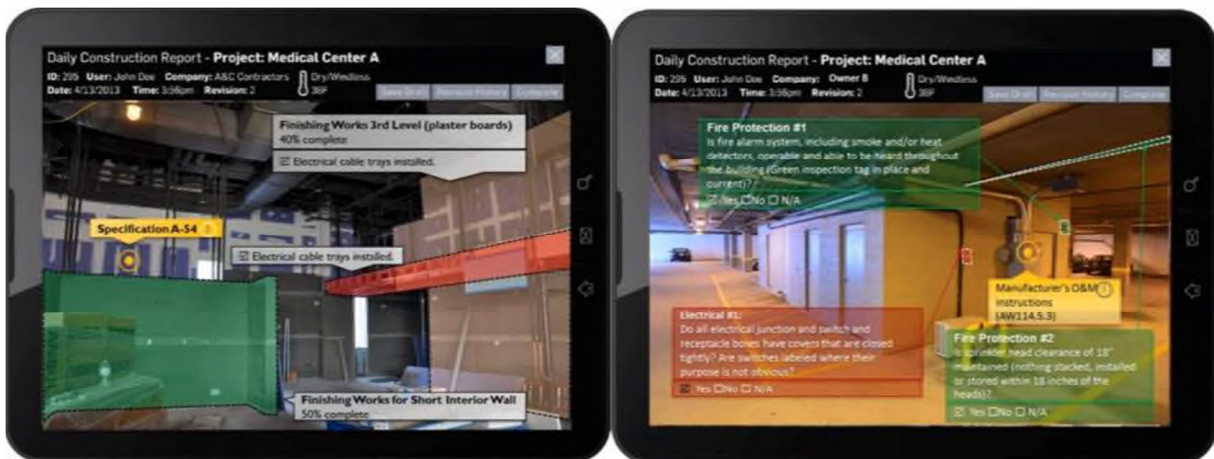 Daily Construction Report - Project: Medical Center A
ID: 295 User: John Doe Company: A&C Contractors Dry/Windless
Date: 4/13/2013 Time: 3:56pm Revision: 2 38F
Save Draft Revision History Complete
Finishing Works 3rd Level (plaster boards)
40% complete
Electrical cable trays installed.
Specification A-54
Electrical cable trays installed.
Finishing Works for Short Interior Wall
50% complete
Daily Construction Report - Project: Medical Center A
ID: 295 User: John Doe Company: Owner B Dry/Windless
Date: 4/13/2013 Time: 3:56pm Revision: 2 38F
Save Draft Revision History Complete
Fire Protection #1
Is fire alarm system, including smoke and/or heat
detectors, operable and able to be heard throughout
the building (Green inspection tag in place and
current)?
Yes No N/A
Manufacturer's O&M
Instructions
(AW114.5.3)
Electrical #1:
Do all electrical junction and switch and
receptacle boxes have covers that are closed
tightly? Are switches labeled where their
purpose is not obvious?
Yes No N/A
Fire Protection #2
Is sprinkler head clearance of 18"
maintained (nothing stacked, installed
or stored within 18 inches of the
heads)?
Yes No N/A